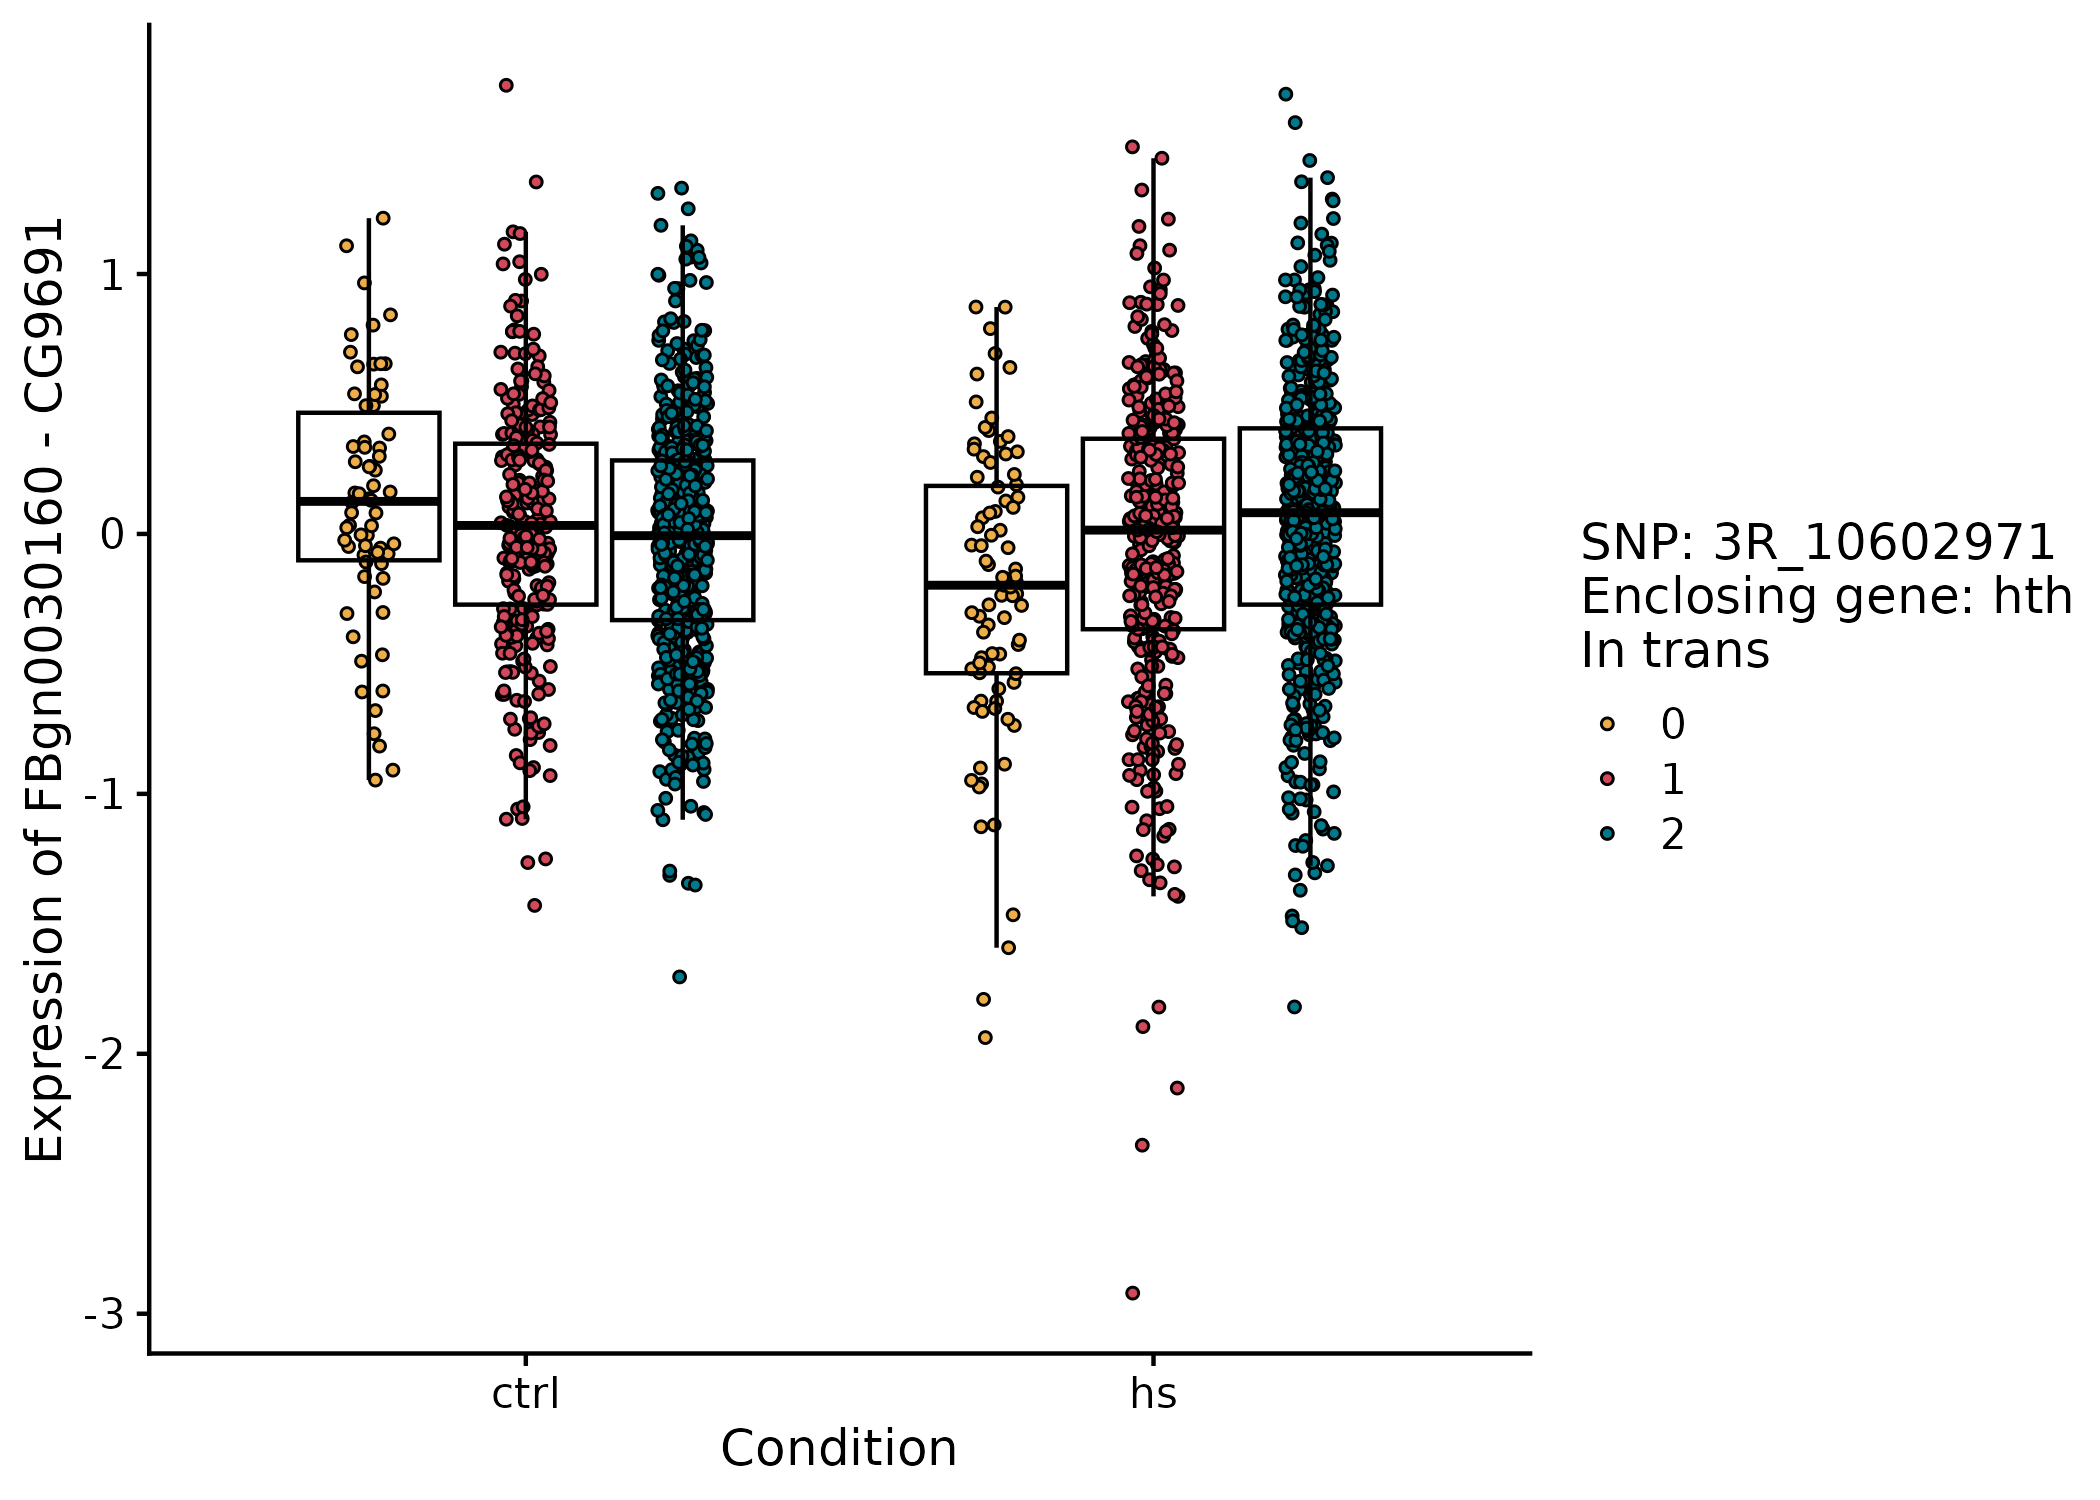 Expression of FBgn0030160 - CG9691
1
0
-1
-2
-3
ctrl
hs
Condition
SNP: 3R_10602971
Enclosing gene: hth
In trans
0
1
2